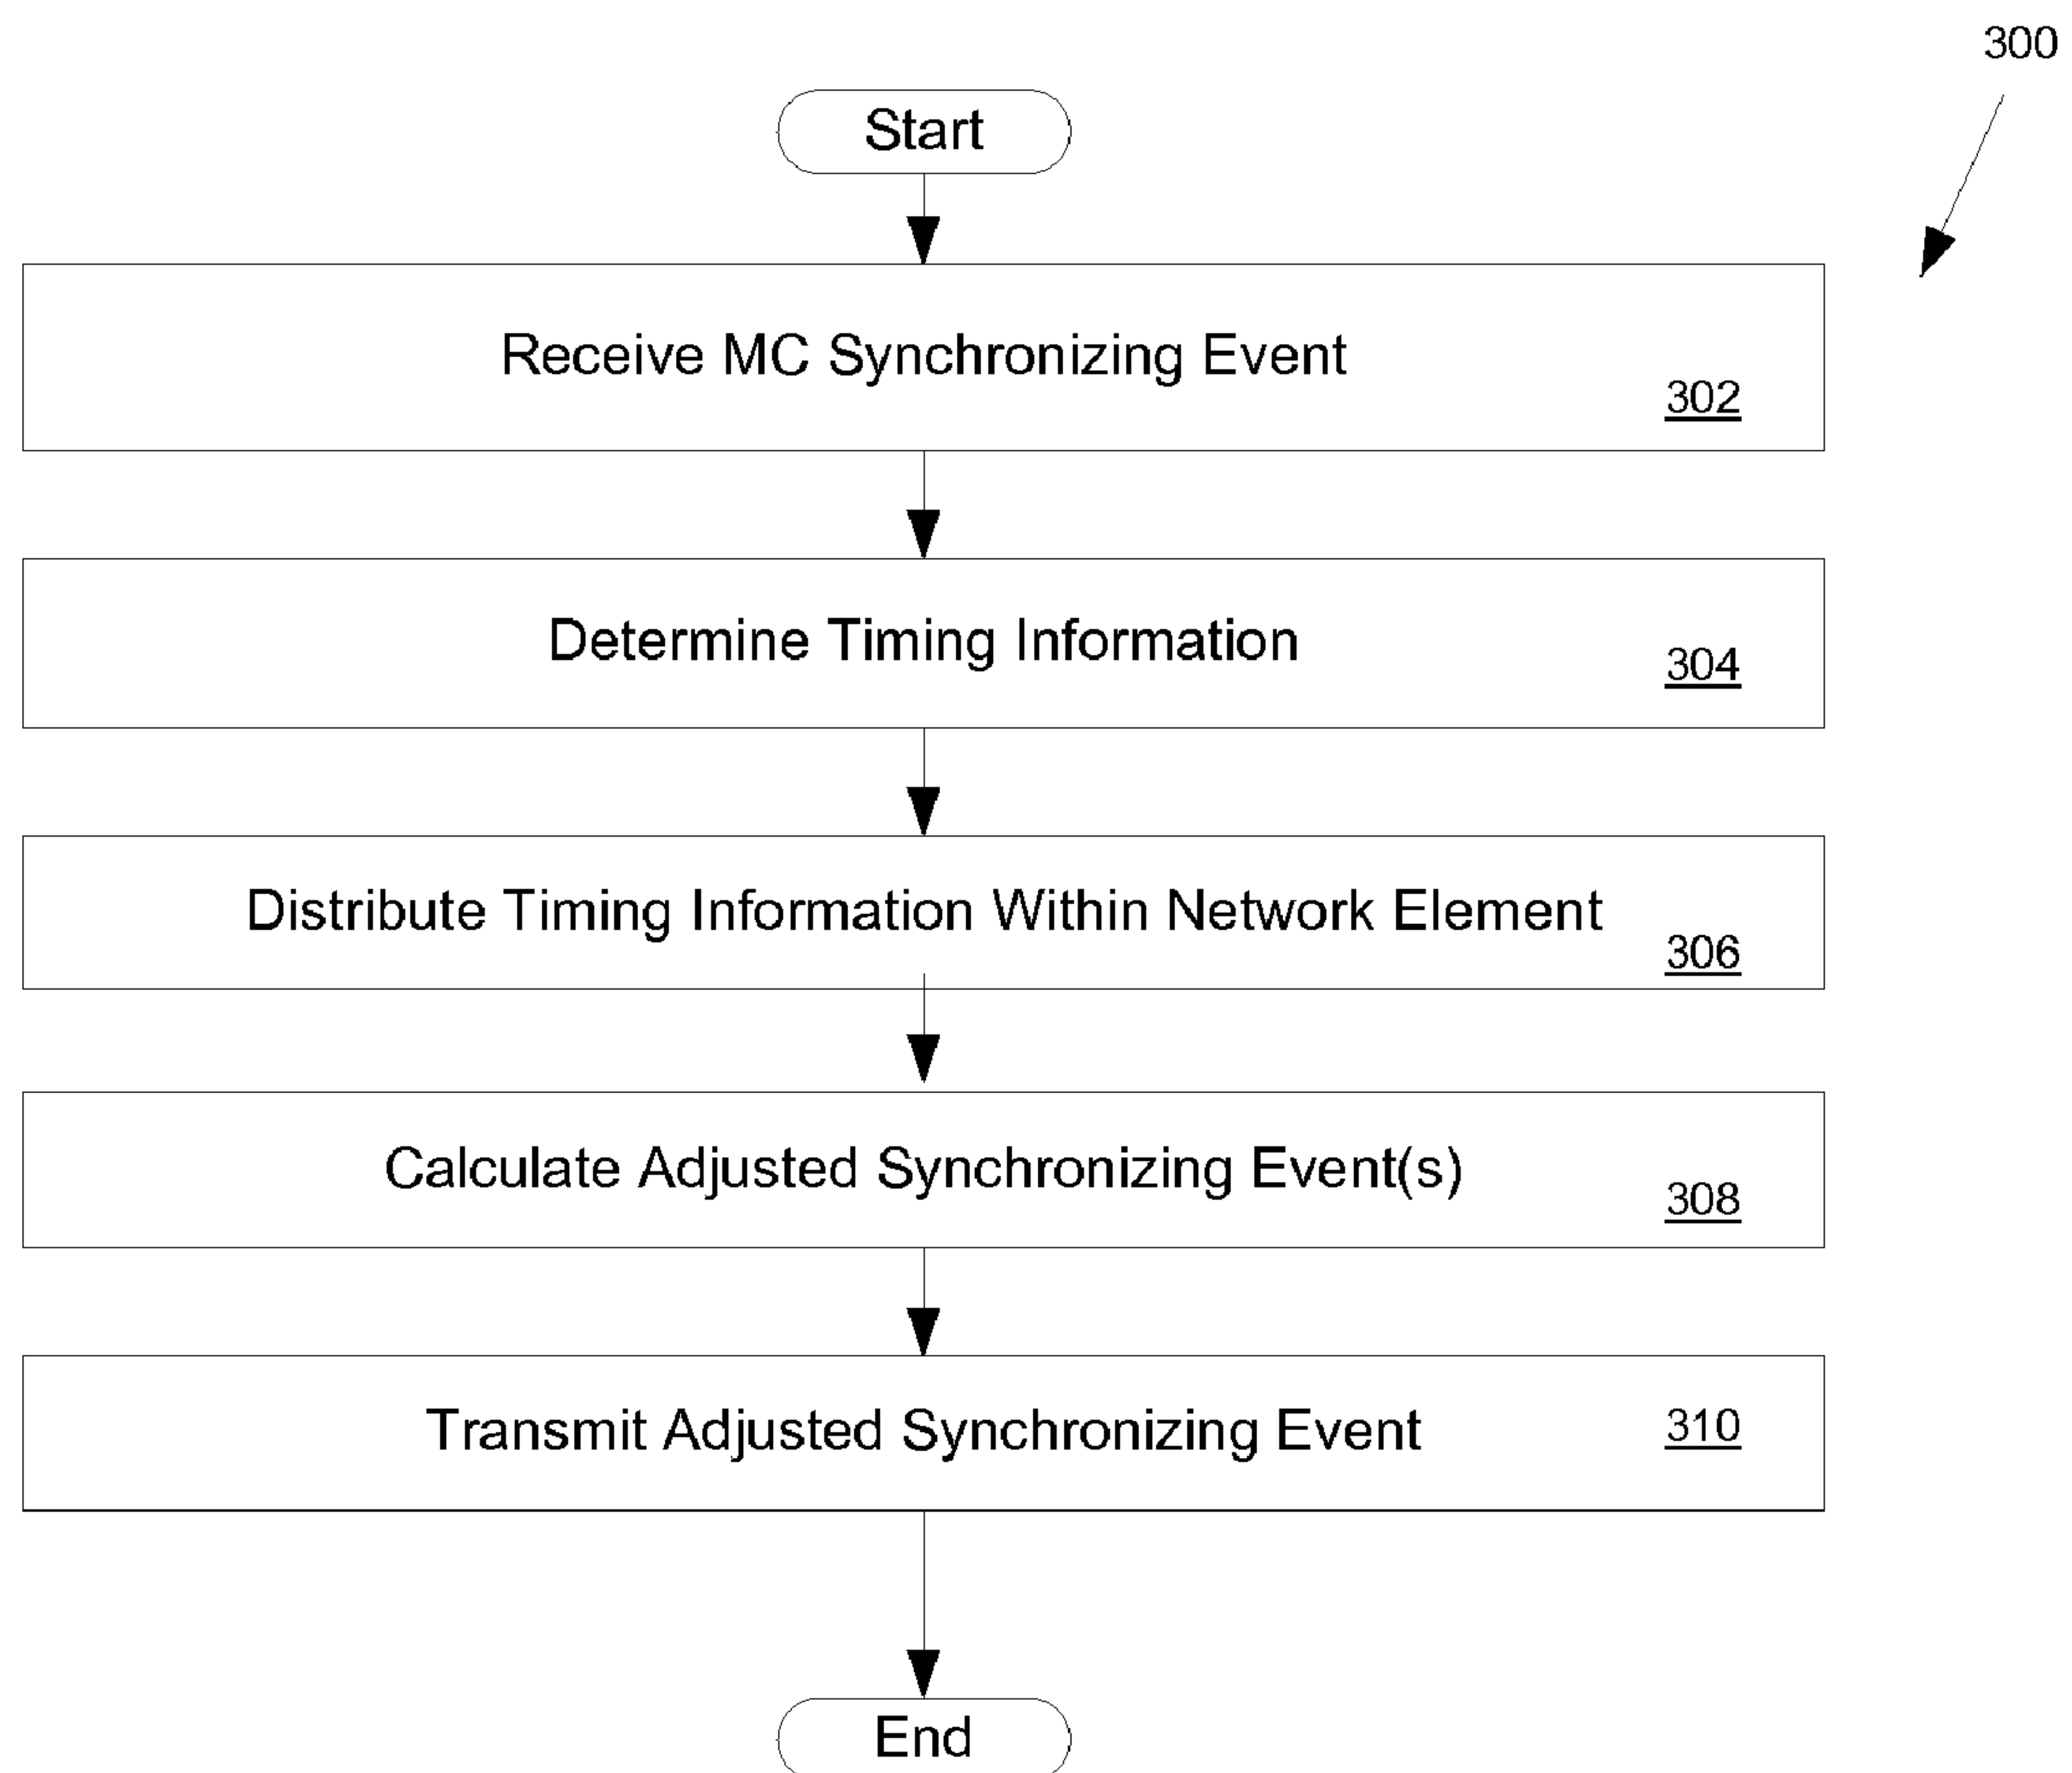 300
Start
Receive MC Synchronizing Event
302
Determine Timing Information
304
Distribute Timing Information Within Network Element
306
Calculate Adjusted Synchronizing Event(s)
308
Transmit Adjusted Synchronizing Event
310
End